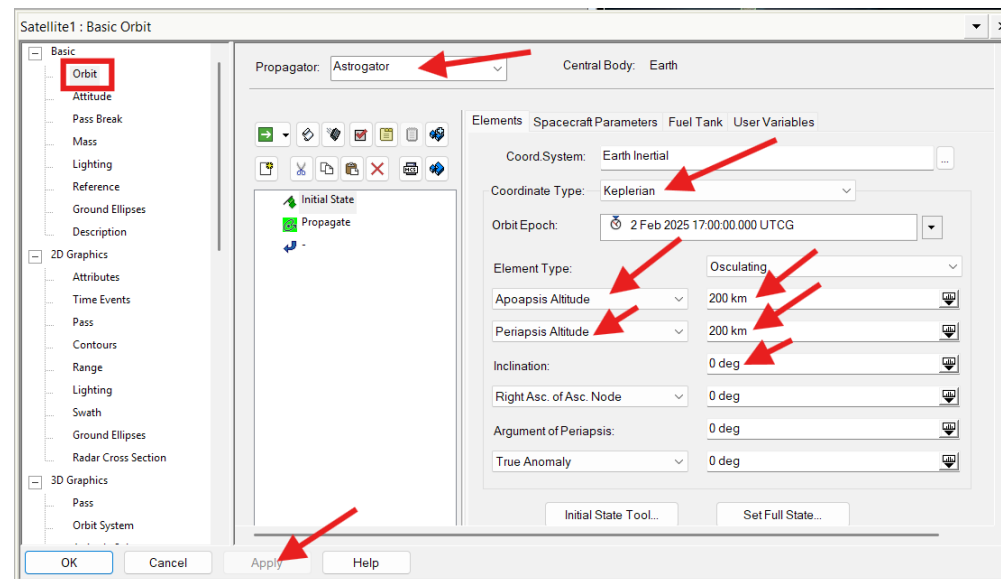 Satellite1 : Basic Orbit
Basic
Orbit
Attitude
Pass Break
Mass
Lighting
Reference
Ground Ellipses
Description
2D Graphics
Attributes
Time Events
Pass
Contours
Range
Lighting
Swath
Ground Ellipses
Radar Cross Section
3D Graphics
Pass
Orbit System
Propagator: Astrogator
Central Body: Earth
Initial State
Propagate
-
Elements Spacecraft Parameters Fuel Tank User Variables
Coord.System: Earth Inertial ...
Coordinate Type: Keplerian
Orbit Epoch: 2 Feb 2025 17:00:00.000 UTCG
Element Type: Osculating
Apoapsis Altitude 200 km
Periapsis Altitude 200 km
Inclination: 0 deg
Right Asc. of Asc. Node 0 deg
Argument of Periapsis: 0 deg
True Anomaly 0 deg
Initial State Tool... Set Full State...
OK Cancel Apply Help